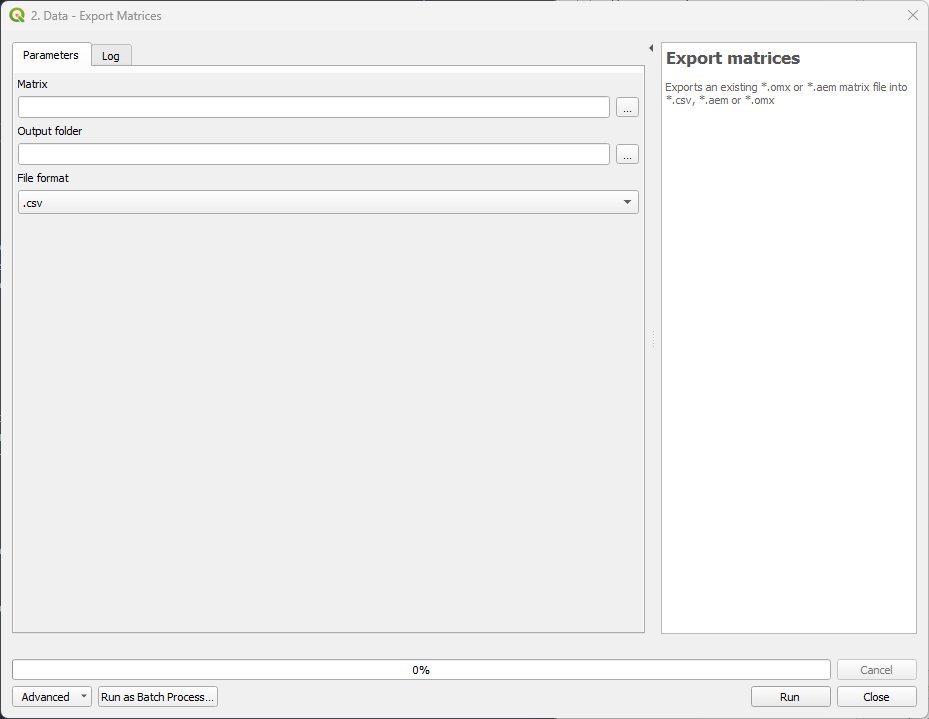 2. Data - Export Matrices
Parameters
Log
Matrix
...
Output folder
...
File format
.csv
Export matrices
Exports an existing *.omx or *.aem matrix file into
*.csv, *.aem or *.omx
0%
Cancel
Advanced
Run as Batch Process...
Run
Close